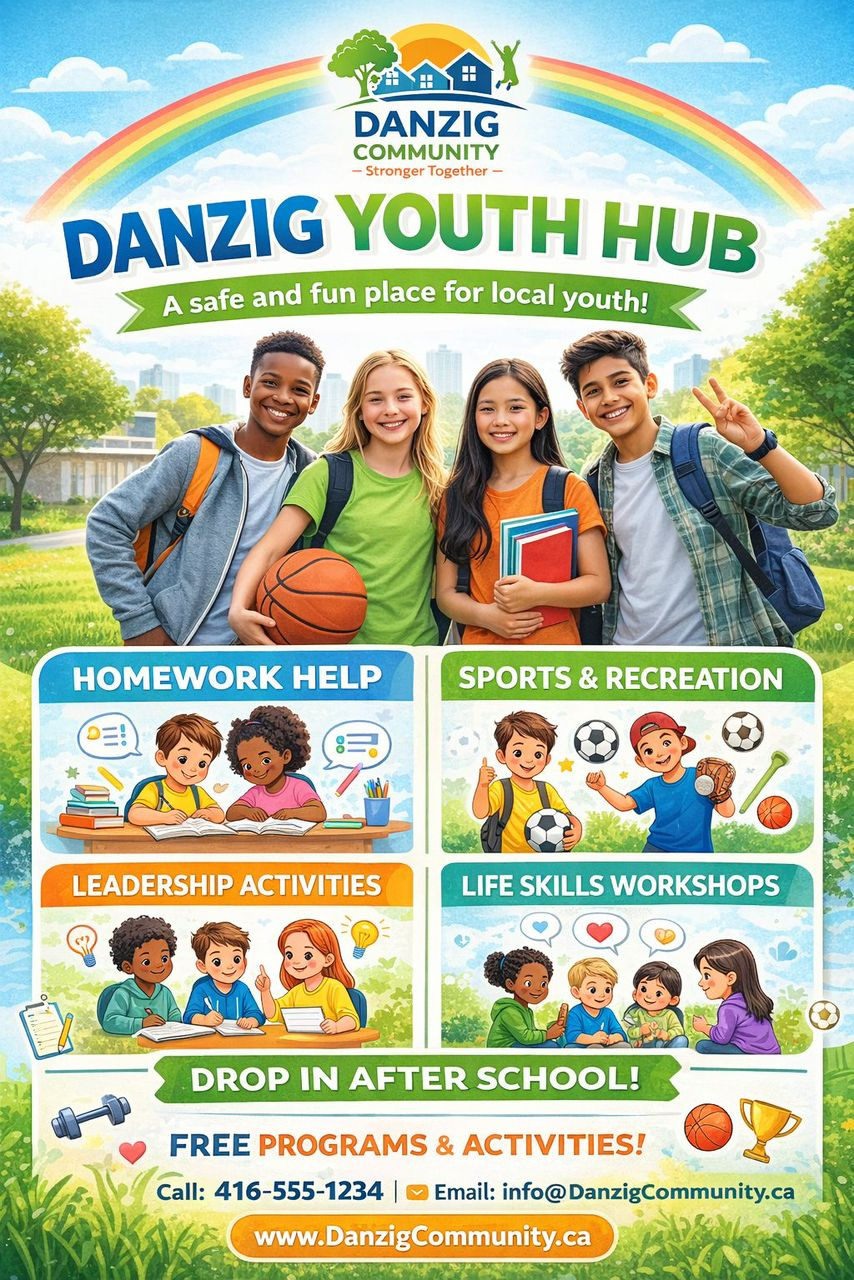 DANZIG
COMMUNITY
– Stronger Together –
DANZIG YOUTH HUB
A safe and fun place for local youth!
HOMEWORK HELP
SPORTS & RECREATION
LEADERSHIP ACTIVITIES
LIFE SKILLS WORKSHOPS
DROP IN AFTER SCHOOL!
FREE PROGRAMS & ACTIVITIES!
Call: 416-555-1234 | Email: info@DanzigCommunity.ca
www.DanzigCommunity.ca